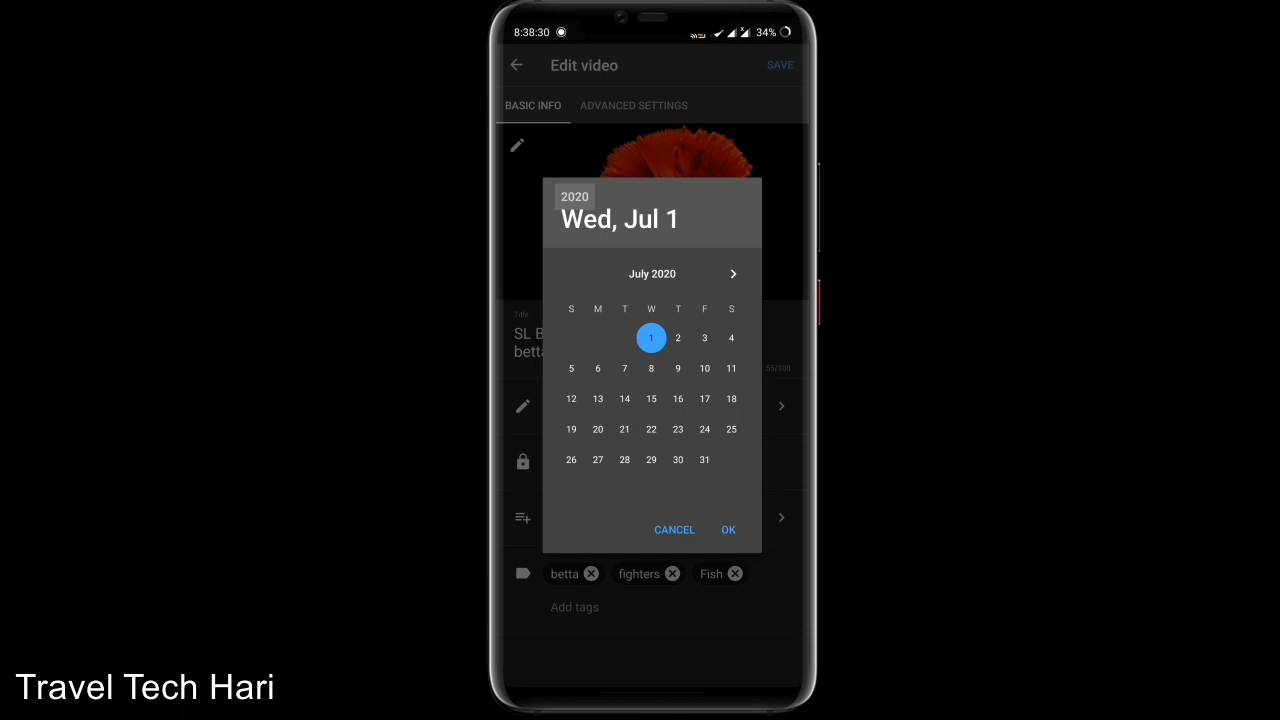 8:38:30
34%
Edit video
SAVE
BASIC INFO
ADVANCED SETTINGS
2020
Wed, Jul 1
July 2020
S M T W T F S
1 2 3 4
5 6 7 8 9 10 11
12 13 14 15 16 17 18
19 20 21 22 23 24 25
26 27 28 29 30 31
Title
SL B
bett
55/100
CANCEL
OK
betta
fighters
Fish
Add tags
Travel Tech Hari